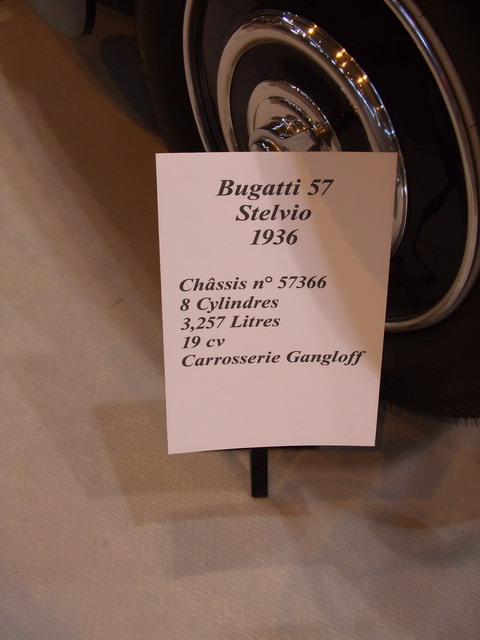 Bugatti 57
Stelvio
1936
Châssis n° 57366
8 Cylindres
3,257 Litres
19 cv
Carrosserie Gangloff